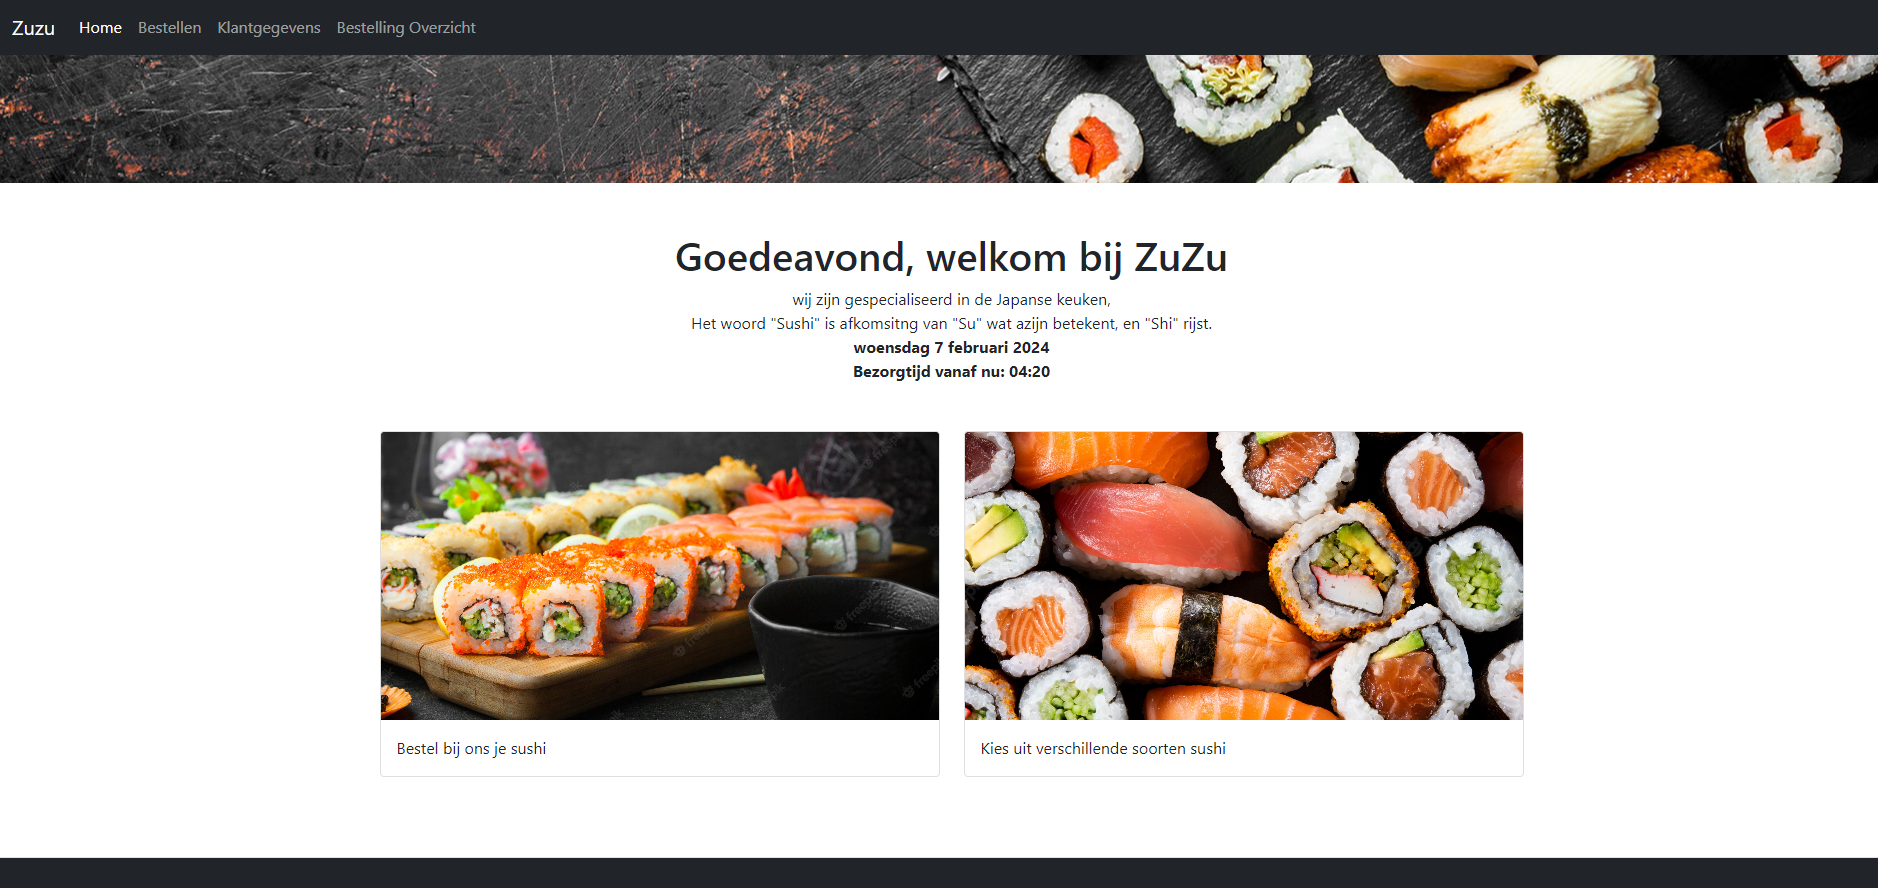 Zuzu Home Bestellen Klantgegevens Bestelling Overzicht
Goedeavond, welkom bij ZuZu
wij zijn gespecialiseerd in de Japanse keuken,
Het woord "Sushi" is afkomsitng van "Su" wat azijn betekent, en "Shi" rijst.
woensdag 7 februari 2024
Bezorgtijd vanaf nu: 04:20
Bestel bij ons je sushi
Kies uit verschillende soorten sushi